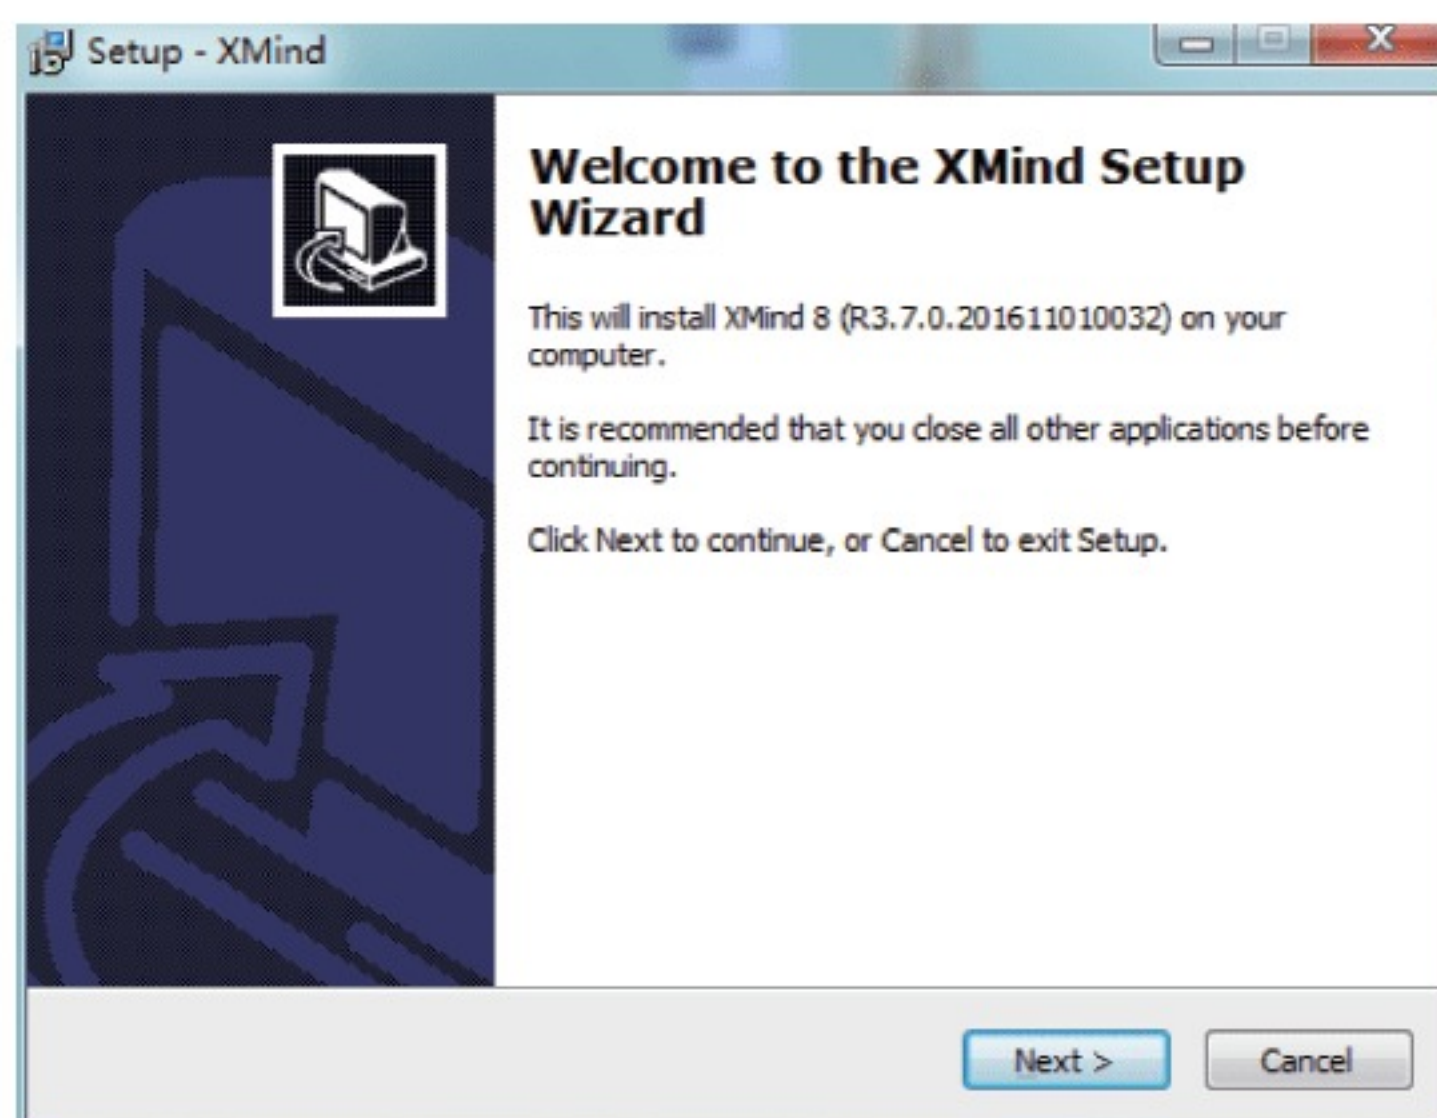 Setup - XMind
Welcome to the XMind Setup
Wizard
This will install XMind 8 (R3.7.0.201611010032) on your
computer.
It is recommended that you close all other applications before
continuing.
Click Next to continue, or Cancel to exit Setup.
Next >
Cancel